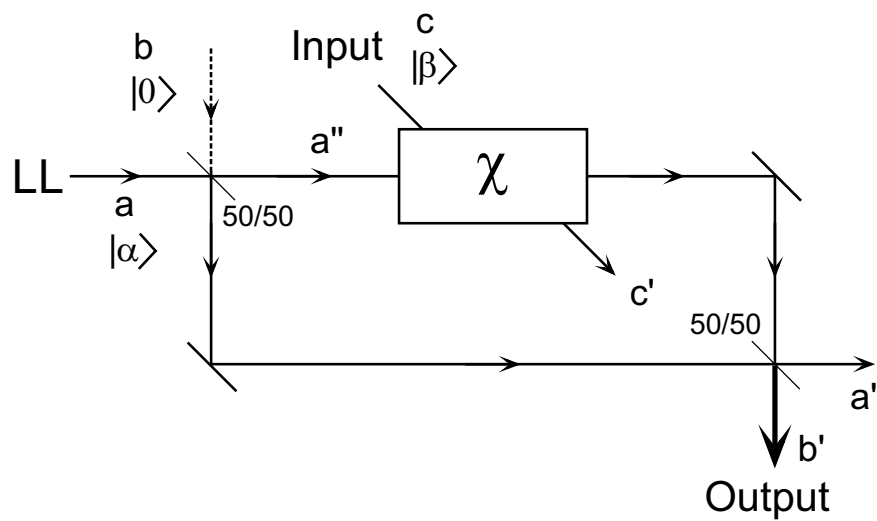 b
|0⟩
Input
c
|β⟩
LL
a
|α⟩
50/50
a"
χ
c'
50/50
a'
b'
Output